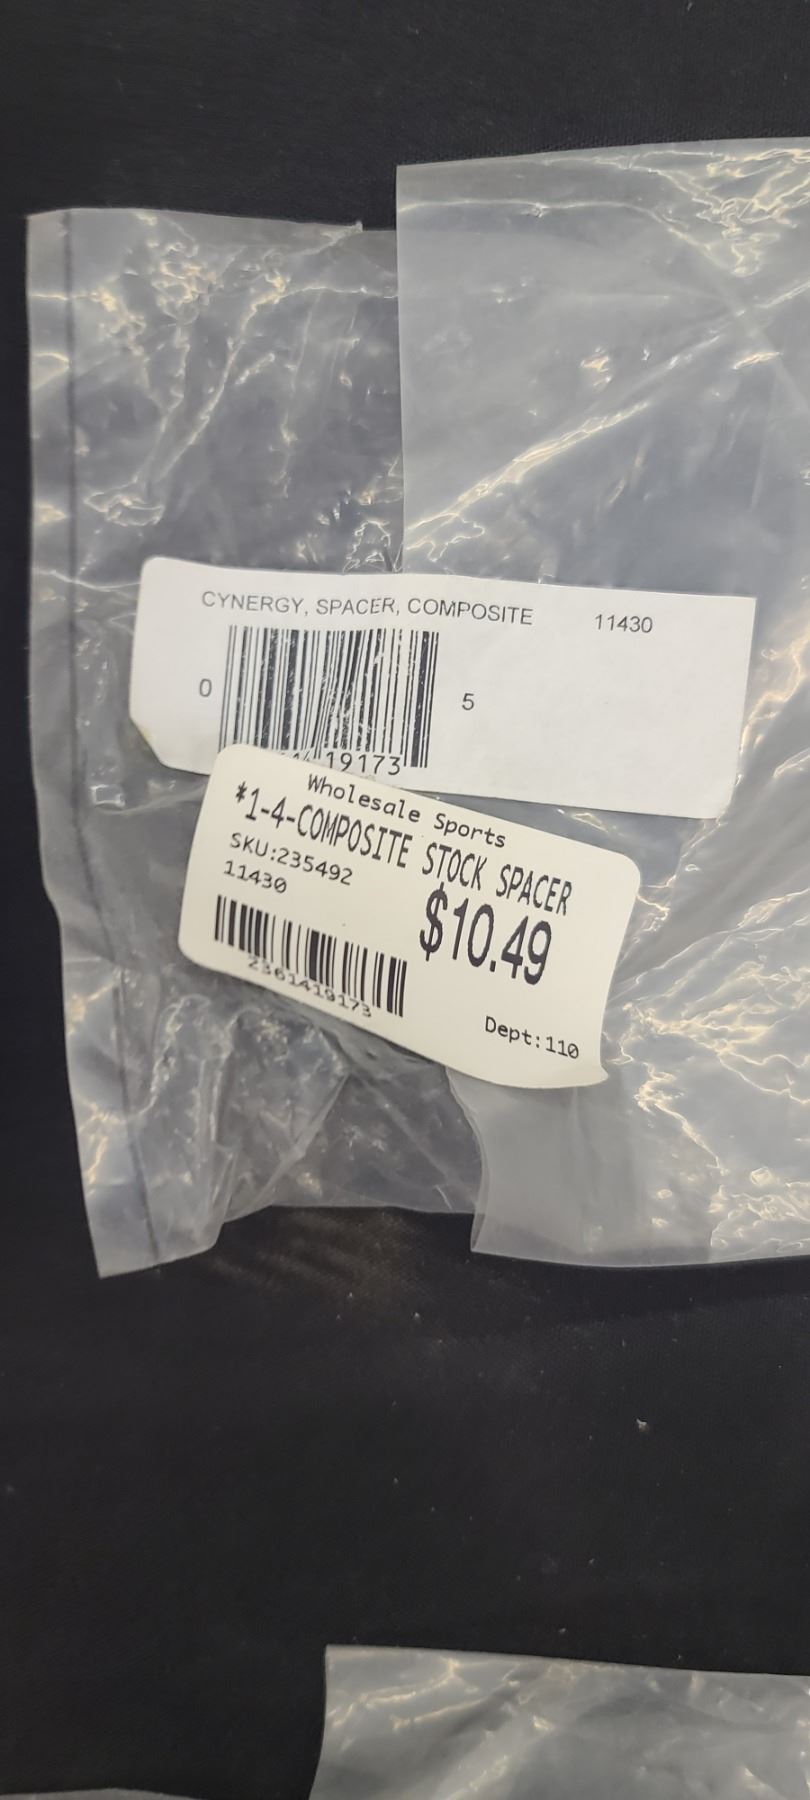 CYNERGY, SPACER, COMPOSITE 11430
0 5
19173
Wholesale Sports
*1-4-COMPOSITE STOCK SPACER
SKU:235492
11430
$10.49
2361419173
Dept:110